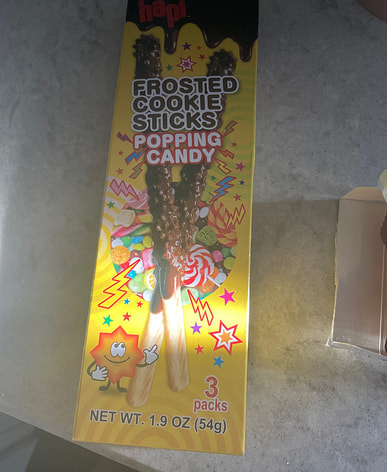 hapi
FROSTED
COOKIE
STICKS
POPPING
CANDY
3
packs
NET WT. 1.9 OZ (54g)